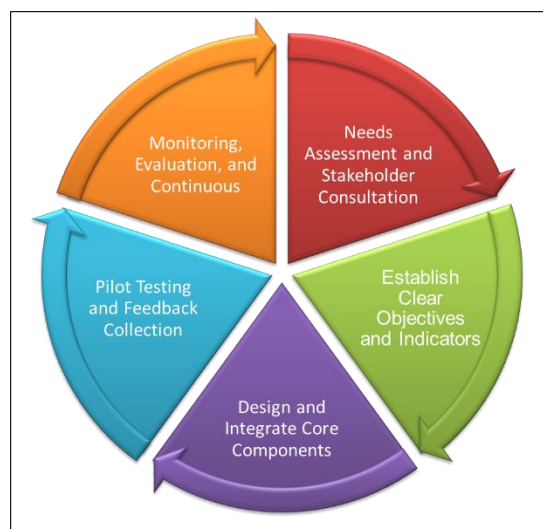 Needs
Assessment and
Stakeholder
Consultation
Establish
Clear
Objectives
and Indicators
Design and
Integrate Core
Components
Pilot Testing
and Feedback
Collection
Monitoring,
Evaluation, and
Continuous